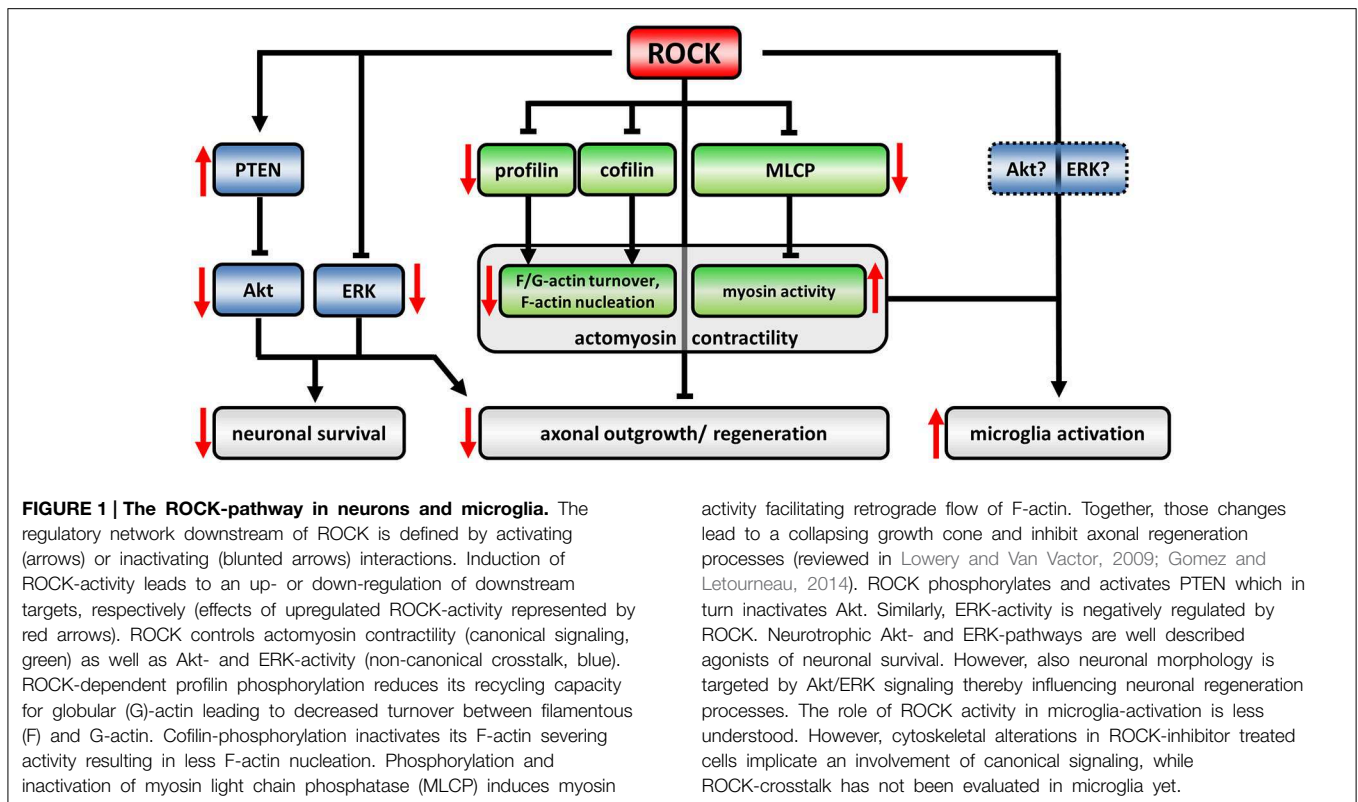 ROCK
PTEN
profilin
cofilin
MLCP
Akt?
ERK?
Akt
ERK
F/G-actin turnover,
F-actin nucleation
myosin activity
actomyosin contractility
neuronal survival
axonal outgrowth/ regeneration
microglia activation
FIGURE 1 | The ROCK-pathway in neurons and microglia. The
regulatory network downstream of ROCK is defined by activating
(arrows) or inactivating (blunted arrows) interactions. Induction of
ROCK-activity leads to an up- or down-regulation of downstream
targets, respectively (effects of upregulated ROCK-activity represented by
red arrows). ROCK controls actomyosin contractility (canonical signaling,
green) as well as Akt- and ERK-activity (non-canonical crosstalk, blue).
ROCK-dependent profilin phosphorylation reduces its recycling capacity
for globular (G)-actin leading to decreased turnover between filamentous
(F) and G-actin. Cofilin-phosphorylation inactivates its F-actin severing
activity resulting in less F-actin nucleation. Phosphorylation and
inactivation of myosin light chain phosphatase (MLCP) induces myosin
activity facilitating retrograde flow of F-actin. Together, those changes
lead to a collapsing growth cone and inhibit axonal regeneration
processes (reviewed in Lowery and Van Vactor, 2009; Gomez and
Letourneau, 2014). ROCK phosphorylates and activates PTEN which in
turn inactivates Akt. Similarly, ERK-activity is negatively regulated by
ROCK. Neurotrophic Akt- and ERK-pathways are well described
agonists of neuronal survival. However, also neuronal morphology is
targeted by Akt/ERK signaling thereby influencing neuronal regeneration
processes. The role of ROCK activity in microglia-activation is less
understood. However, cytoskeletal alterations in ROCK-inhibitor treated
cells implicate an involvement of canonical signaling, while
ROCK-crosstalk has not been evaluated in microglia yet.